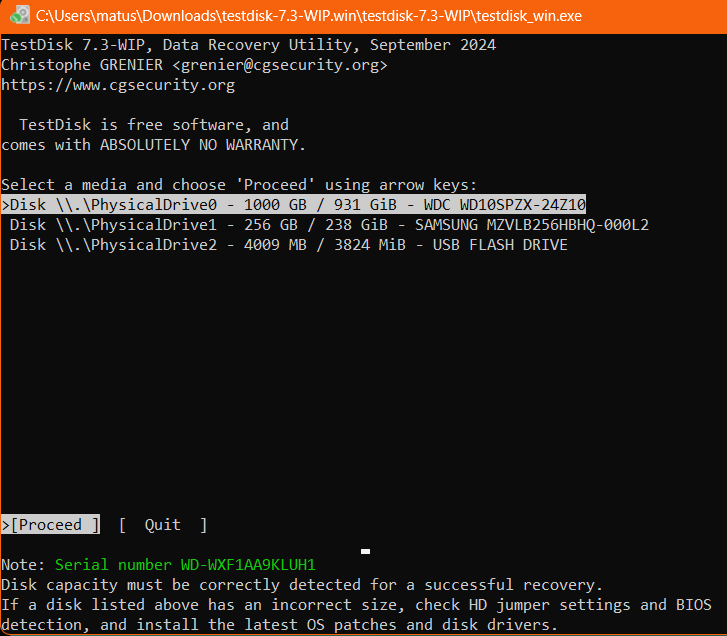 C:\Users\matus\Downloads\testdisk-7.3-WIP.win\testdisk-7.3-WIP\testdisk_win.exe
TestDisk 7.3-WIP, Data Recovery Utility, September 2024
Christophe GRENIER <grenier@cgsecurity.org>
https://www.cgsecurity.org
TestDisk is free software, and
comes with ABSOLUTELY NO WARRANTY.
Select a media and choose 'Proceed' using arrow keys:
>Disk \\.\PhysicalDrive0 - 1000 GB / 931 GiB - WDC WD10SPZX-24Z10
Disk \\.\PhysicalDrive1 - 256 GB / 238 GiB - SAMSUNG MZVLB256HBHQ-000L2
Disk \\.\PhysicalDrive2 - 4009 MB / 3824 MiB - USB FLASH DRIVE
>[Proceed ]  [  Quit  ]
Note: Serial number WD-WXF1AA9KLUH1
Disk capacity must be correctly detected for a successful recovery.
If a disk listed above has an incorrect size, check HD jumper settings and BIOS
detection, and install the latest OS patches and disk drivers.